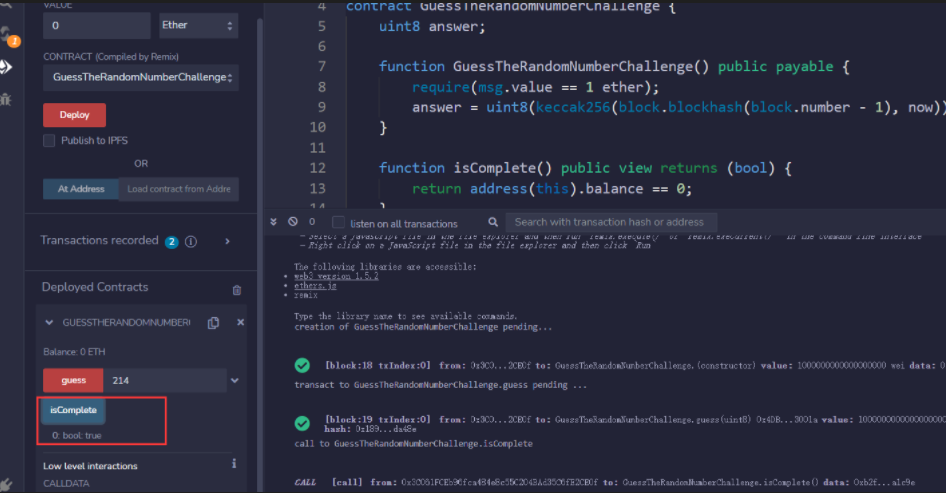 VALUE
0
Ether
1
CONTRACT (Compiled by Remix)
GuessTheRandomNumberChallenge
Deploy
Publish to IPFS
OR
At Address
Load contract from Addre
Transactions recorded 2
Deployed Contracts
GUESSTHERANDOMNUMBER
Balance: 0 ETH
guess
214
isComplete
0: bool: true
Low level interactions
CALLDATA
4 contract GuessTheRandomNumberChallenge {
5 uint8 answer;
6
7 function GuessTheRandomNumberChallenge() public payable {
8 require(msg.value == 1 ether);
9 answer = uint8(keccak256(block.blockhash(block.number - 1), now))
10 }
11
12 function isComplete() public view returns (bool) {
13 return address(this).balance == 0;
14 }
0
listen on all transactions
Search with transaction hash or address
- Select a JavaScript file in the file explorer and then run `remix.execute()` or `remix.exeCurrent()` in the command line interface
- Right click on a JavaScript file in the file explorer and then click `Run`
The following libraries are accessible:
• web3 version 1.5.2
• ethers.js
• remix
Type the library name to see available commands.
creation of GuessTheRandomNumberChallenge pending...
[block:18 txIndex:0] from: 0x3C0...2CE0f to: GuessTheRandomNumberChallenge.(constructor) value: 1000000000000000000 wei data: 0
transact to GuessTheRandomNumberChallenge.guess pending ...
[block:19 txIndex:0] from: 0x3C0...2CE0f to: GuessTheRandomNumberChallenge.guess(uint8) 0x4DB...3001a value:
hash: 0x189...da48e
call to GuessTheRandomNumberChallenge.isComplete
CALL [call] from: to: GuessTheRandomNumberChallenge.isComplete() data: 0xb2f...a1c9e